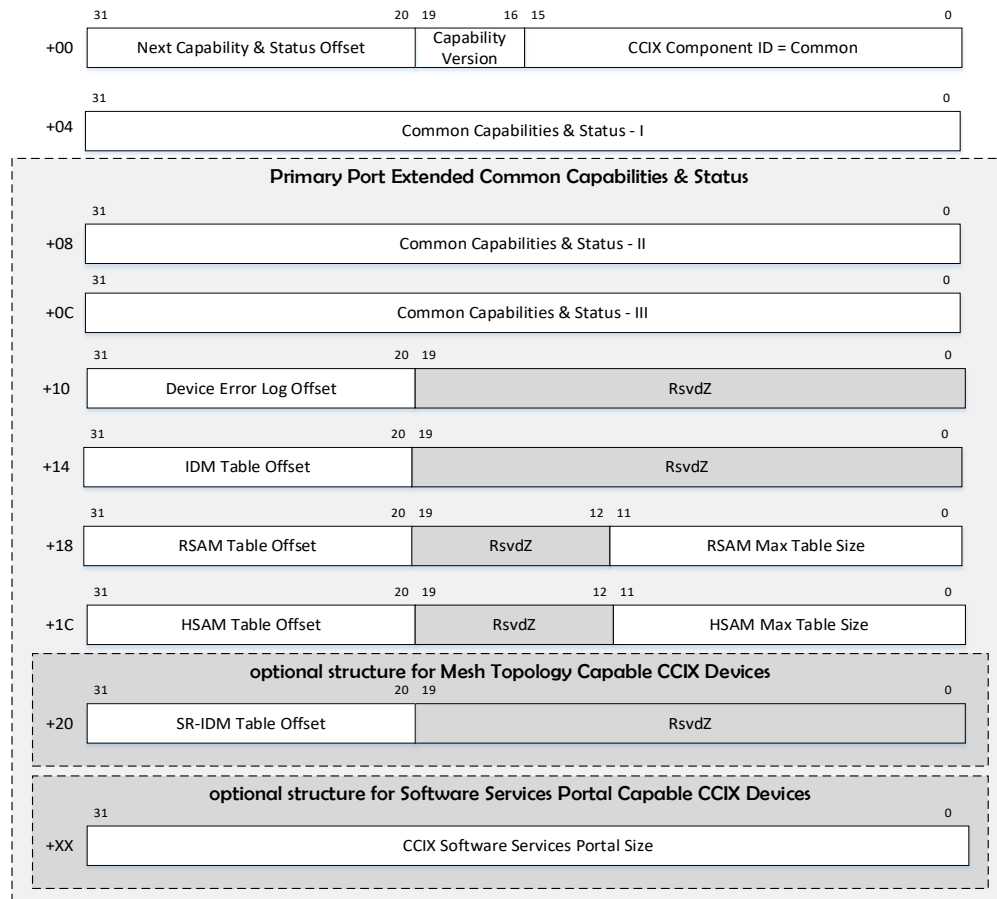 31 20 19 16 15 0
+00 Next Capability & Status Offset Capability Version CCIX Component ID = Common
31 0
+04 Common Capabilities & Status - I
Primary Port Extended Common Capabilities & Status
31 0
+08 Common Capabilities & Status - II
31 0
+0C Common Capabilities & Status - III
31 20 19 0
+10 Device Error Log Offset RsvdZ
31 20 19 0
+14 IDM Table Offset RsvdZ
31 20 19 12 11 0
+18 RSAM Table Offset RsvdZ RSAM Max Table Size
31 20 19 12 11 0
+1C HSAM Table Offset RsvdZ HSAM Max Table Size
optional structure for Mesh Topology Capable CCIX Devices
31 20 19 0
+20 SR-IDM Table Offset RsvdZ
optional structure for Software Services Portal Capable CCIX Devices
31 0
+XX CCIX Software Services Portal Size